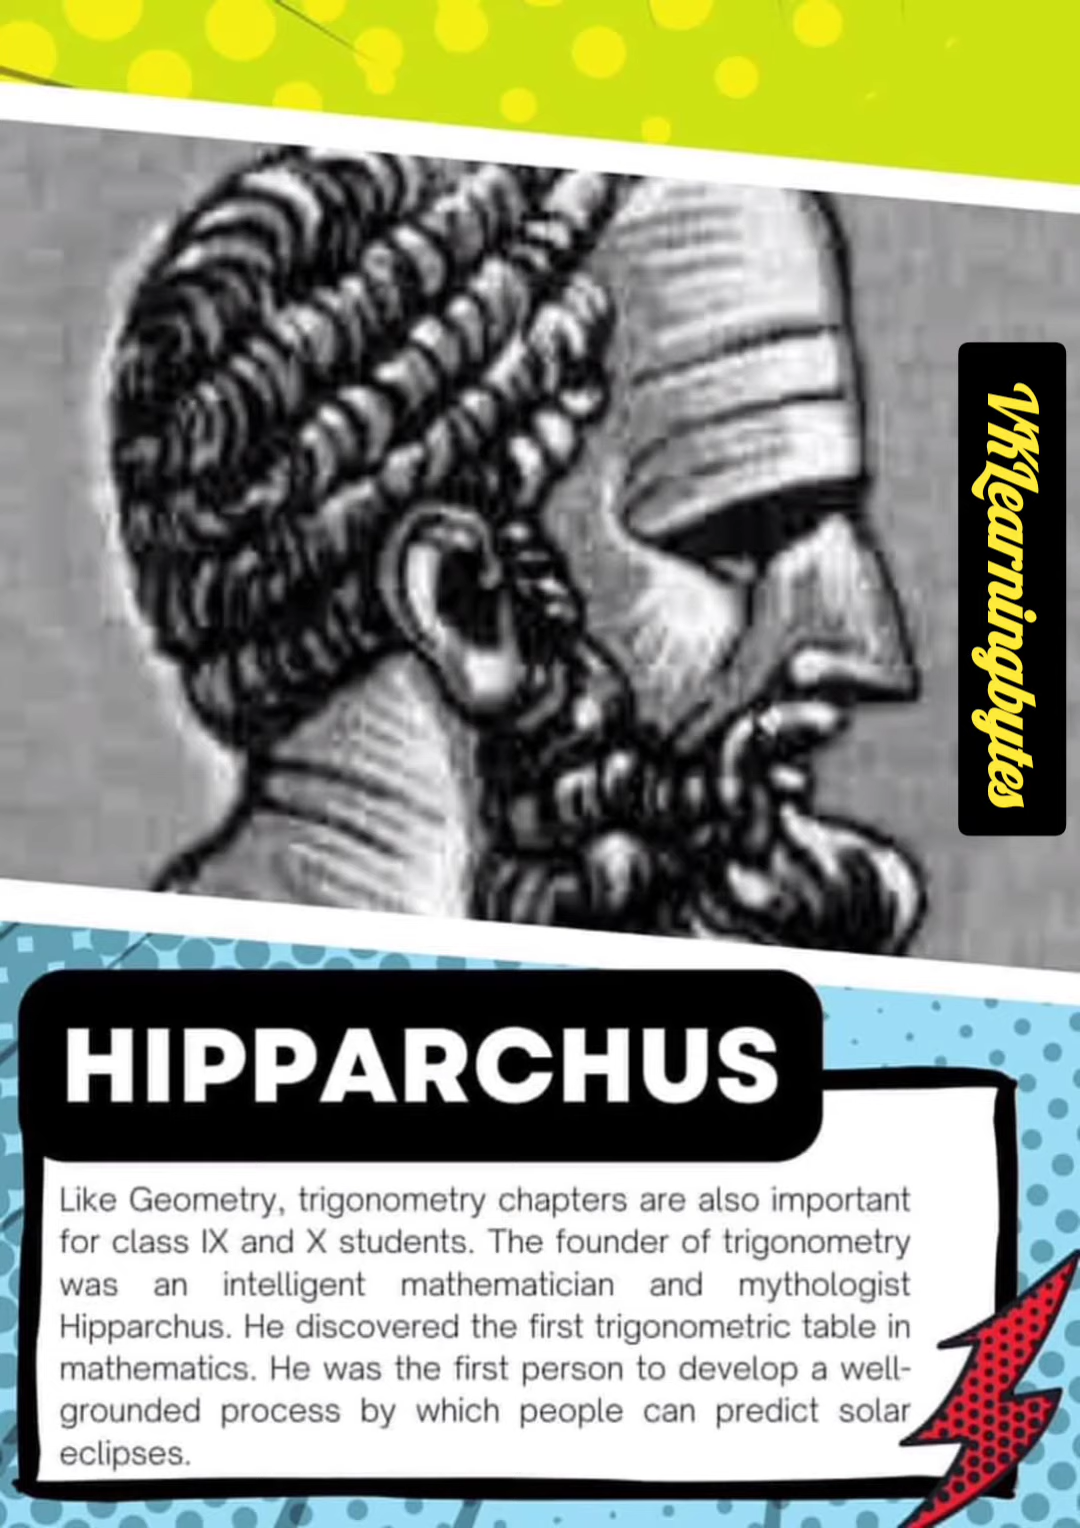 VKLearningbytes
HIPPARCHUS
Like Geometry, trigonometry chapters are also important
for class IX and X students. The founder of trigonometry
was an intelligent mathematician and mythologist
Hipparchus. He discovered the first trigonometric table in
mathematics. He was the first person to develop a well-
grounded process by which people can predict solar
eclipses.